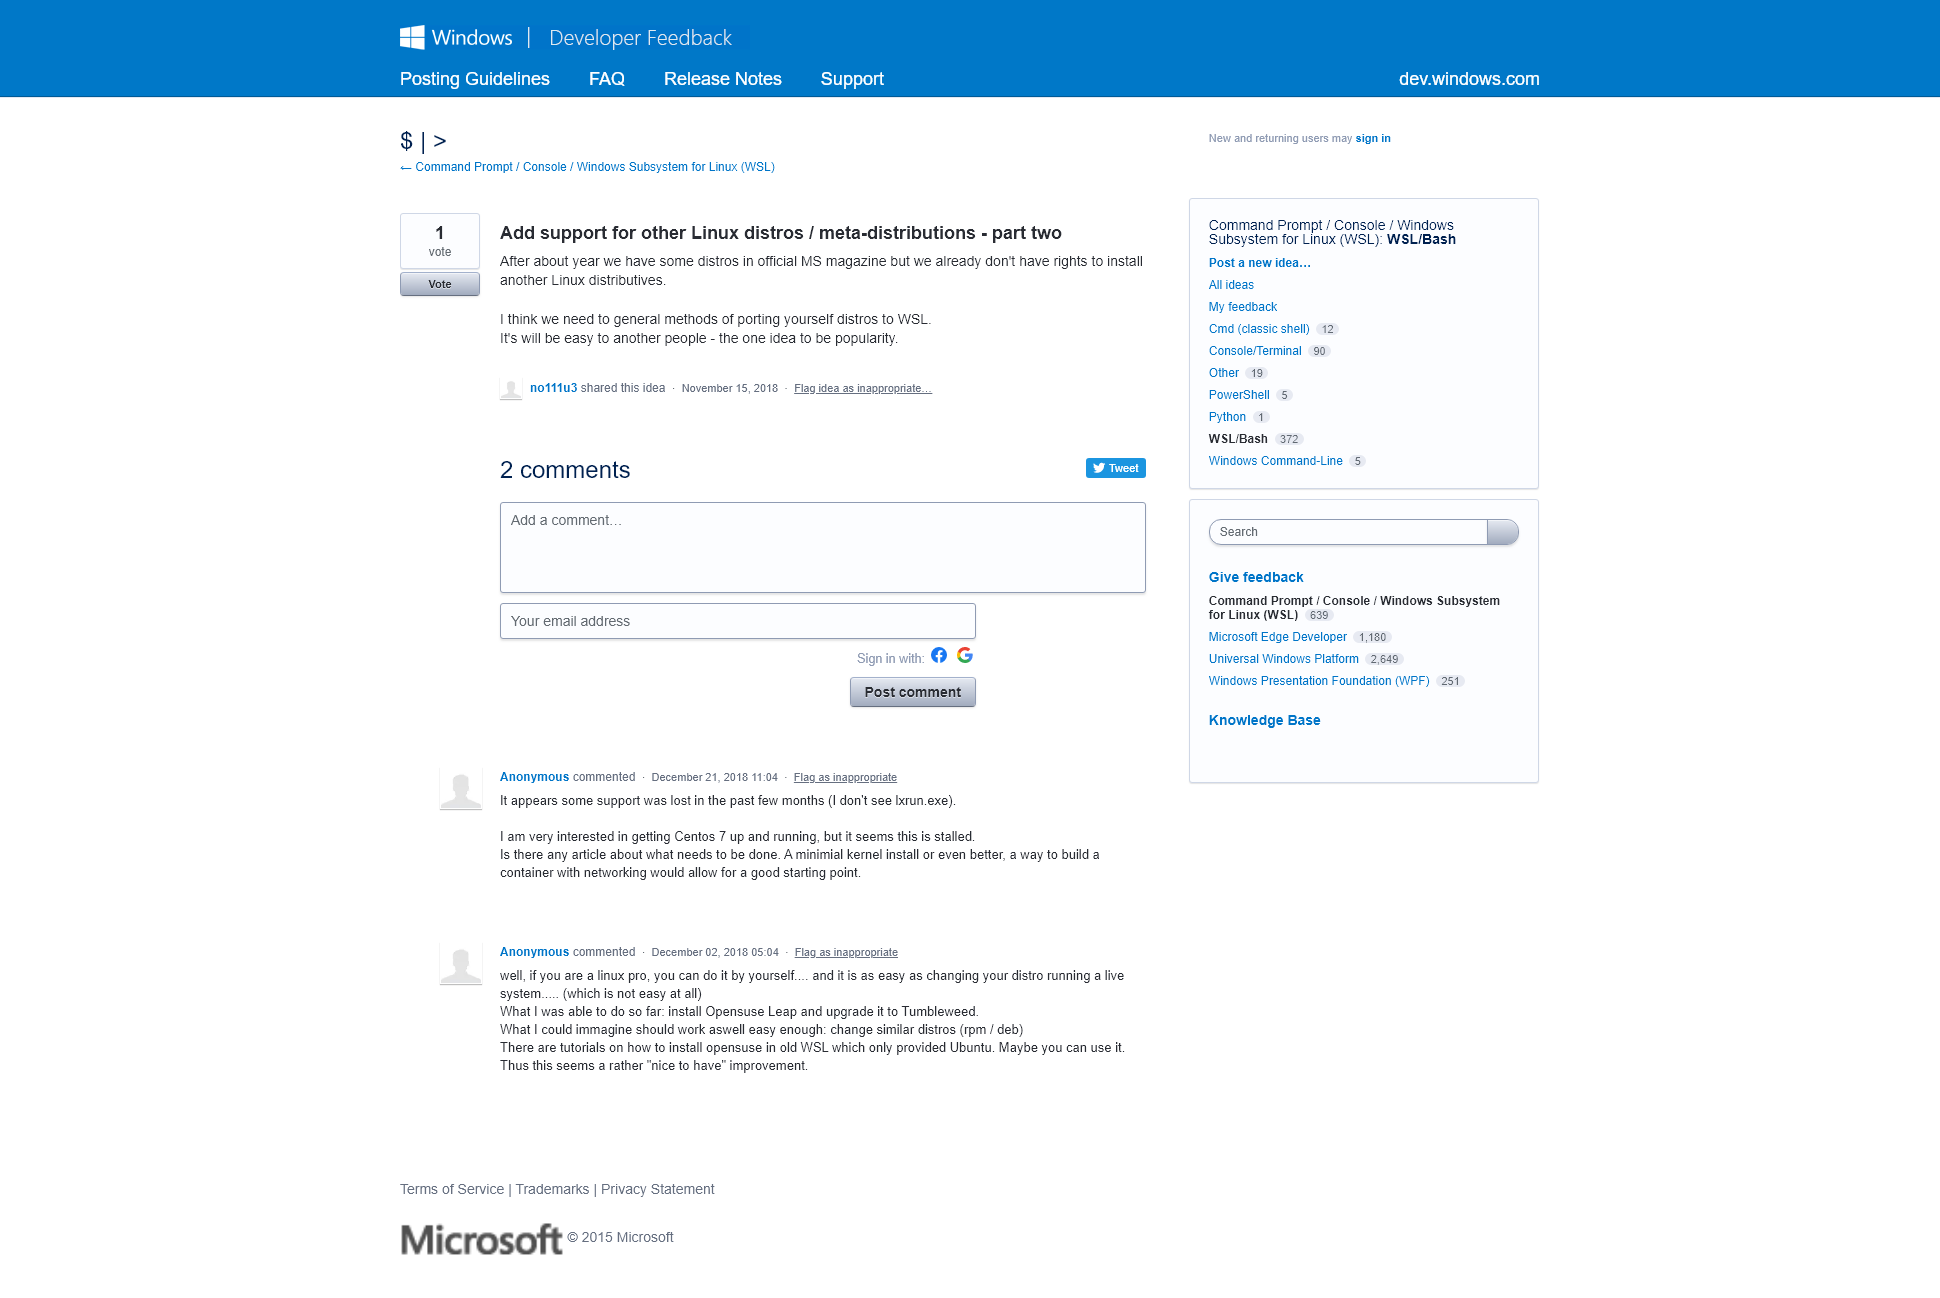 Windows | Developer Feedback
Posting Guidelines FAQ Release Notes Support dev.windows.com
$ | >
← Command Prompt / Console / Windows Subsystem for Linux (WSL)
New and returning users may sign in
1
vote
Vote
Add support for other Linux distros / meta-distributions - part two
After about year we have some distros in official MS magazine but we already don't have rights to install
another Linux distributives.
I think we need to general methods of porting yourself distros to WSL.
It's will be easy to another people - the one idea to be popularity.
no111u3 shared this idea · November 15, 2018 · Flag idea as inappropriate…
2 comments
Tweet
Add a comment…
Your email address
Sign in with:
Post comment
Anonymous commented · December 21, 2018 11:04 · Flag as inappropriate
It appears some support was lost in the past few months (I don't see lxrun.exe).
I am very interested in getting Centos 7 up and running, but it seems this is stalled.
Is there any article about what needs to be done. A minimial kernel install or even better, a way to build a
container with networking would allow for a good starting point.
Anonymous commented · December 02, 2018 05:04 · Flag as inappropriate
well, if you are a linux pro, you can do it by yourself.... and it is as easy as changing your distro running a live
system..... (which is not easy at all)
What I was able to do so far: install Opensuse Leap and upgrade it to Tumbleweed.
What I could immagine should work aswell easy enough: change similar distros (rpm / deb)
There are tutorials on how to install opensuse in old WSL which only provided Ubuntu. Maybe you can use it.
Thus this seems a rather "nice to have" improvement.
Command Prompt / Console / Windows
Subsystem for Linux (WSL): WSL/Bash
Post a new idea…
All ideas
My feedback
Cmd (classic shell) 12
Console/Terminal 90
Other 19
PowerShell 5
Python 1
WSL/Bash 372
Windows Command-Line 5
Search
Give feedback
Command Prompt / Console / Windows Subsystem
for Linux (WSL) 639
Microsoft Edge Developer 1,180
Universal Windows Platform 2,649
Windows Presentation Foundation (WPF) 251
Knowledge Base
Terms of Service | Trademarks | Privacy Statement
Microsoft © 2015 Microsoft